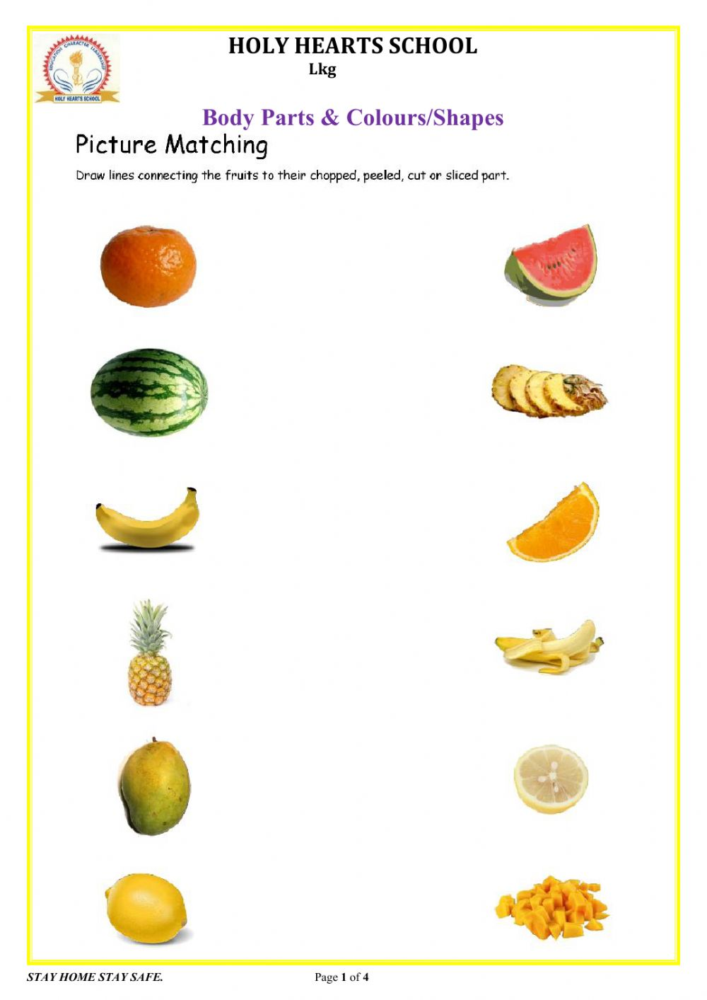 EDUCATION CHARACTER LEADERSHIP
HOLY HEARTS SCHOOL
HOLY HEARTS SCHOOL
Lkg
Body Parts & Colours/Shapes
Picture Matching
Draw lines connecting the fruits to their chopped, peeled, cut or sliced part.
STAY HOME STAY SAFE.
Page 1 of 4